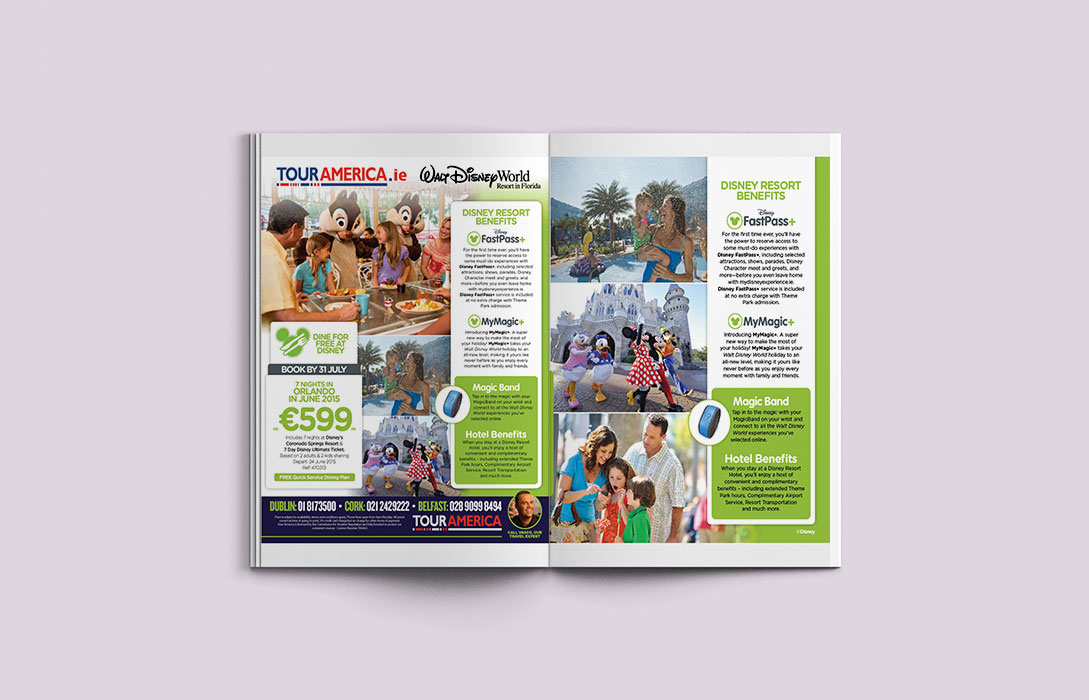 TOURAMERICA.ie
WALT DISNEY World
Resort in Florida
DISNEY RESORT
BENEFITS
Disney
FastPass+
For the first time ever, you'll have
the power to reserve access to
some must-do experiences with
Disney FastPass+, including selected
attractions, shows, parades, Disney
Character meet and greets, and
more—before you even leave home
with mydisneyexperience.ie.
Disney FastPass+ service is included
at no extra charge with Theme
Park admission.
MyMagic+
Introducing MyMagic+. A super
new way to make the most of
your holiday! MyMagic+ takes your
Walt Disney World holiday to an
all-new level, making it yours like
never before as you enjoy every
moment with family and friends.
Magic Band
Tap in to the magic with your
MagicBand on your wrist and
connect to all the Walt Disney
World experiences you've
selected online.
Hotel Benefits
When you stay at a Disney Resort
Hotel, you'll enjoy a host of
convenient and complimentary
benefits – including extended Theme
Park hours, Complimentary Airport
Service, Resort Transportation
and much more.
DINE FOR
FREE AT
DISNEY
BOOK BY 31 JULY
7 NIGHTS IN
ORLANDO
IN JUNE 2015
€599
Includes 7 nights at Disney's
Coronado Springs Resort &
7 Day Disney Ultimate Ticket.
Based on 2 adults & 2 kids sharing
Depart: 24 June 2015
FREE Quick Service Dining Plan
DUBLIN: 01 8173500 • CORK: 021 2429222 • BELFAST: 028 9099 8494
TOURAMERICA
CALL VASCO, OUR
TRAVEL EXPERT
DISNEY RESORT
BENEFITS
Disney
FastPass+
For the first time ever, you'll have
the power to reserve access to
some must-do experiences with
Disney FastPass+, including selected
attractions, shows, parades, Disney
Character meet and greets, and
more—before you even leave home
with mydisneyexperience.ie.
Disney FastPass+ service is included
at no extra charge with Theme
Park admission.
MyMagic+
Introducing MyMagic+. A super
new way to make the most of
your holiday! MyMagic+ takes your
Walt Disney World holiday to an
all-new level, making it yours like
never before as you enjoy every
moment with family and friends.
Magic Band
Tap in to the magic with your
MagicBand on your wrist and
connect to all the Walt Disney
World experiences you've
selected online.
Hotel Benefits
When you stay at a Disney Resort
Hotel, you'll enjoy a host of
convenient and complimentary
benefits – including extended Theme
Park hours, Complimentary Airport
Service, Resort Transportation
and much more.
©Disney